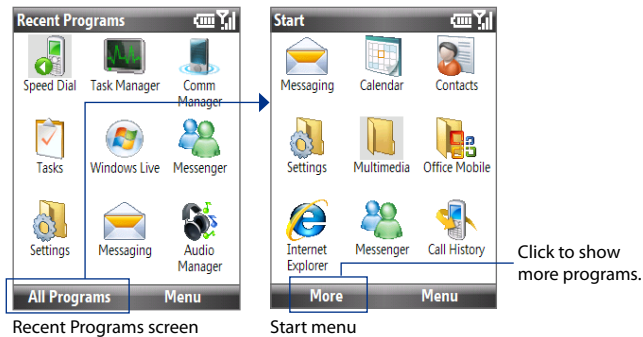 Recent Programs
Speed Dial Task Manager Comm Manager
Tasks Windows Live Messenger
Settings Messaging Audio Manager
All Programs Menu
Recent Programs screen
Start
Messaging Calendar Contacts
Settings Multimedia Office Mobile
Internet Explorer Messenger Call History
More Menu
Start menu
Click to show
more programs.